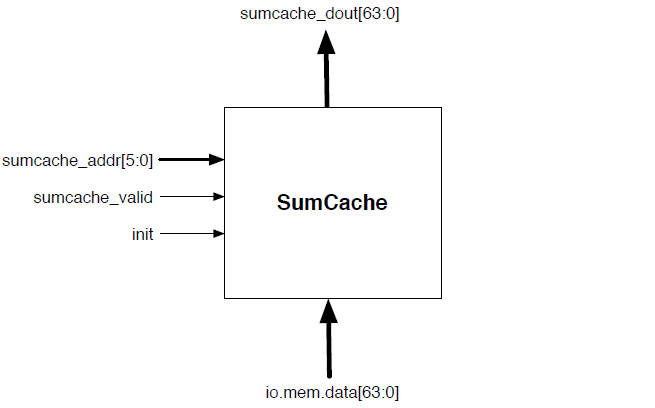 sumcache_dout[63:0]
sumcache_addr[5:0]
sumcache_valid
init
SumCache
io.mem.data[63:0]